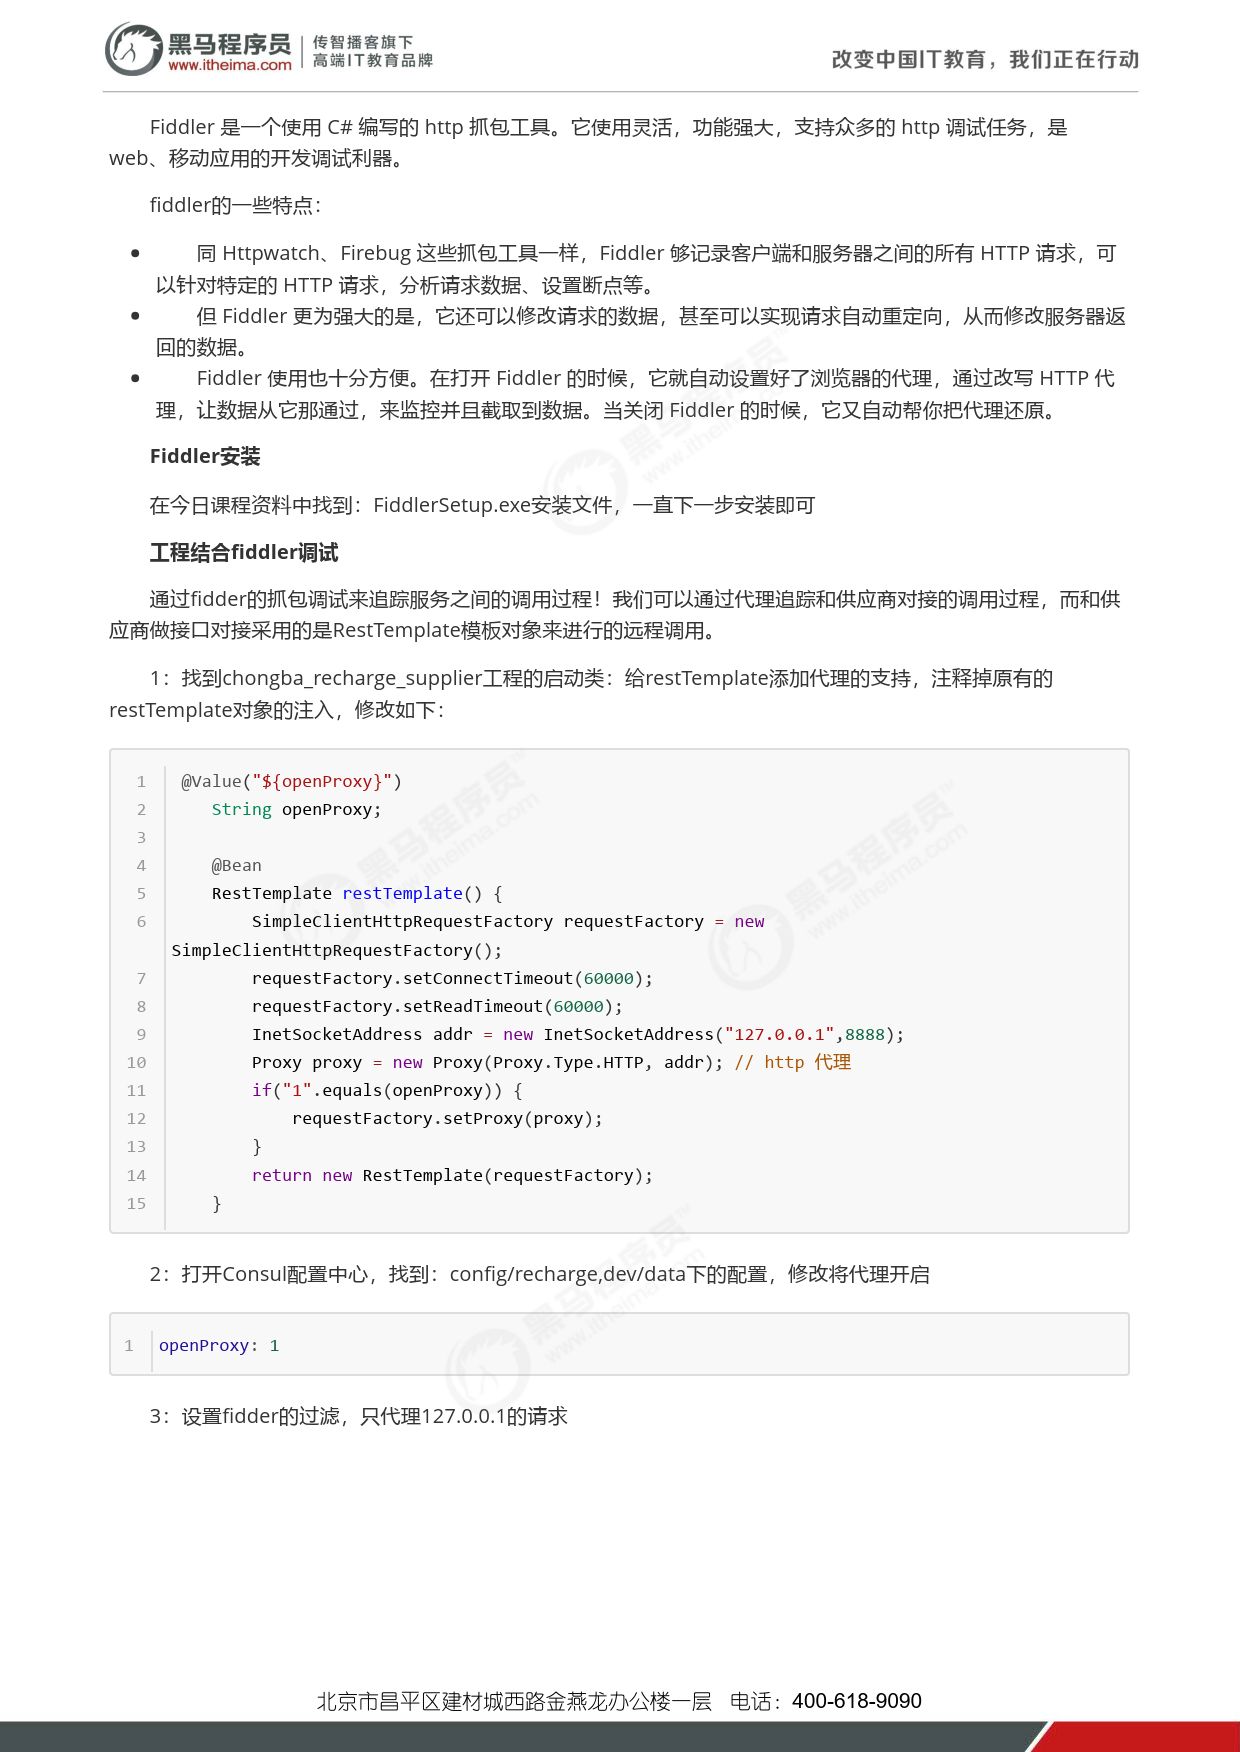 黑马程序员
www.itheima.com
传智播客旗下
高端IT教育品牌
改变中国IT教育，我们正在行动
Fiddler 是一个使用 C# 编写的 http 抓包工具。它使用灵活，功能强大，支持众多的 http 调试任务，是
web、移动应用的开发调试利器。
fiddler的一些特点：
• 同 Httpwatch、Firebug 这些抓包工具一样，Fiddler 够记录客户端和服务器之间的所有 HTTP 请求，可
以针对特定的 HTTP 请求，分析请求数据、设置断点等。
• 但 Fiddler 更为强大的是，它还可以修改请求的数据，甚至可以实现请求自动重定向，从而修改服务器返
回的数据。
• Fiddler 使用也十分方便。在打开 Fiddler 的时候，它就自动设置好了浏览器的代理，通过改写 HTTP 代
理，让数据从它那通过，来监控并且截取到数据。当关闭 Fiddler 的时候，它又自动帮你把代理还原。
Fiddler安装
在今日课程资料中找到：FiddlerSetup.exe安装文件，一直下一步安装即可
工程结合fiddler调试
通过fidder的抓包调试来追踪服务之间的调用过程！我们可以通过代理追踪和供应商对接的调用过程，而和供
应商做接口对接采用的是RestTemplate模板对象来进行的远程调用。
1：找到chongba_recharge_supplier工程的启动类：给restTemplate添加代理的支持，注释掉原有的
restTemplate对象的注入，修改如下：
1 @Value("${openProxy}")
2 String openProxy;
3
4 @Bean
5 RestTemplate restTemplate() {
6 SimpleClientHttpRequestFactory requestFactory = new
SimpleClientHttpRequestFactory();
7 requestFactory.setConnectTimeout(60000);
8 requestFactory.setReadTimeout(60000);
9 InetSocketAddress addr = new InetSocketAddress("127.0.0.1",8888);
10 Proxy proxy = new Proxy(Proxy.Type.HTTP, addr); // http 代理
11 if("1".equals(openProxy)) {
12 requestFactory.setProxy(proxy);
13 }
14 return new RestTemplate(requestFactory);
15 }
2：打开Consul配置中心，找到：config/recharge,dev/data下的配置，修改将代理开启
1 openProxy: 1
3：设置fidder的过滤，只代理127.0.0.1的请求
北京市昌平区建材城西路金燕龙办公楼一层 电话：400-618-9090